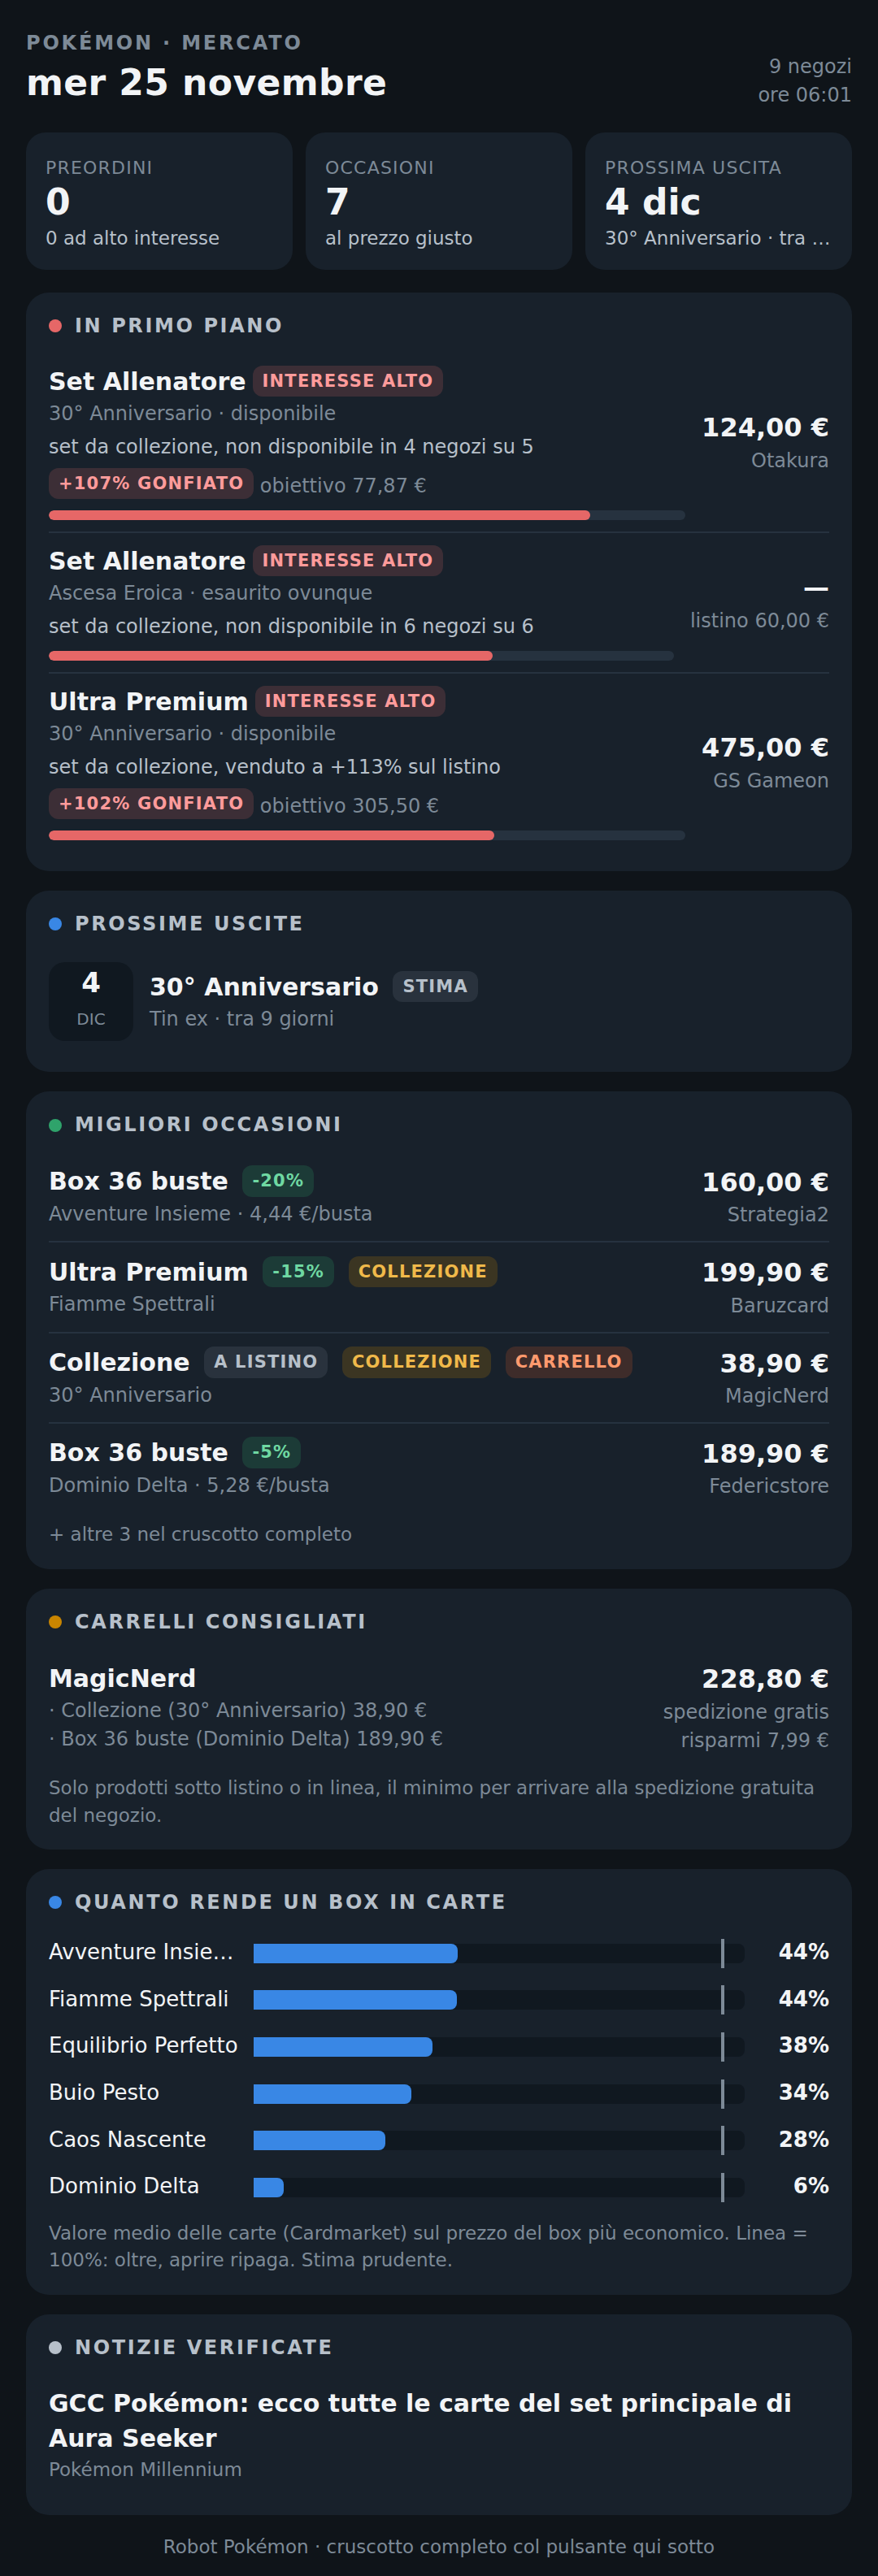 POKÉMON · MERCATO
mer 25 novembre
9 negozi
ore 06:01
PREORDINI
0
0 ad alto interesse
OCCASIONI
7
al prezzo giusto
PROSSIMA USCITA
4 dic
30° Anniversario · tra …
IN PRIMO PIANO
Set Allenatore INTERESSE ALTO
30° Anniversario · disponibile
set da collezione, non disponibile in 4 negozi su 5
+107% GONFIATO obiettivo 77,87 €
124,00 €
Otakura
Set Allenatore INTERESSE ALTO
Ascesa Eroica · esaurito ovunque
set da collezione, non disponibile in 6 negozi su 6
—
listino 60,00 €
Ultra Premium INTERESSE ALTO
30° Anniversario · disponibile
set da collezione, venduto a +113% sul listino
+102% GONFIATO obiettivo 305,50 €
475,00 €
GS Gameon
PROSSIME USCITE
4
DIC
30° Anniversario STIMA
Tin ex · tra 9 giorni
MIGLIORI OCCASIONI
Box 36 buste -20%
Avventure Insieme · 4,44 €/busta
160,00 €
Strategia2
Ultra Premium -15% COLLEZIONE
Fiamme Spettrali
199,90 €
Baruzcard
Collezione A LISTINO COLLEZIONE CARRELLO
30° Anniversario
38,90 €
MagicNerd
Box 36 buste -5%
Dominio Delta · 5,28 €/busta
189,90 €
Federicstore
+ altre 3 nel cruscotto completo
CARRELLI CONSIGLIATI
MagicNerd
· Collezione (30° Anniversario) 38,90 €
· Box 36 buste (Dominio Delta) 189,90 €
228,80 €
spedizione gratis
risparmi 7,99 €
Solo prodotti sotto listino o in linea, il minimo per arrivare alla spedizione gratuita
del negozio.
QUANTO RENDE UN BOX IN CARTE
Avventure Insie… 44%
Fiamme Spettrali 44%
Equilibrio Perfetto 38%
Buio Pesto 34%
Caos Nascente 28%
Dominio Delta 6%
Valore medio delle carte (Cardmarket) sul prezzo del box più economico. Linea =
100%: oltre, aprire ripaga. Stima prudente.
NOTIZIE VERIFICATE
GCC Pokémon: ecco tutte le carte del set principale di
Aura Seeker
Pokémon Millennium
Robot Pokémon · cruscotto completo col pulsante qui sotto